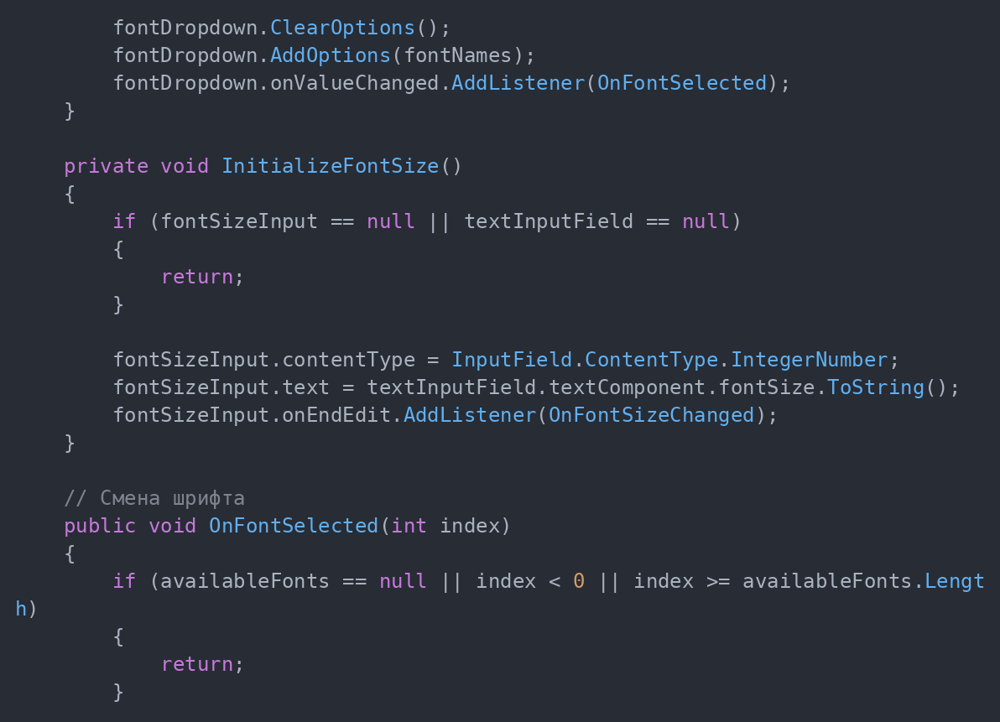 fontDropdown.ClearOptions();
        fontDropdown.AddOptions(fontNames);
        fontDropdown.onValueChanged.AddListener(OnFontSelected);
    }

    private void InitializeFontSize()
    {
        if (fontSizeInput == null || textInputField == null)
        {
            return;
        }

        fontSizeInput.contentType = InputField.ContentType.IntegerNumber;
        fontSizeInput.text = textInputField.textComponent.fontSize.ToString();
        fontSizeInput.onEndEdit.AddListener(OnFontSizeChanged);
    }

    // Смена шрифта
    public void OnFontSelected(int index)
    {
        if (availableFonts == null || index < 0 || index >= availableFonts.Lengt
h)
        {
            return;
        }